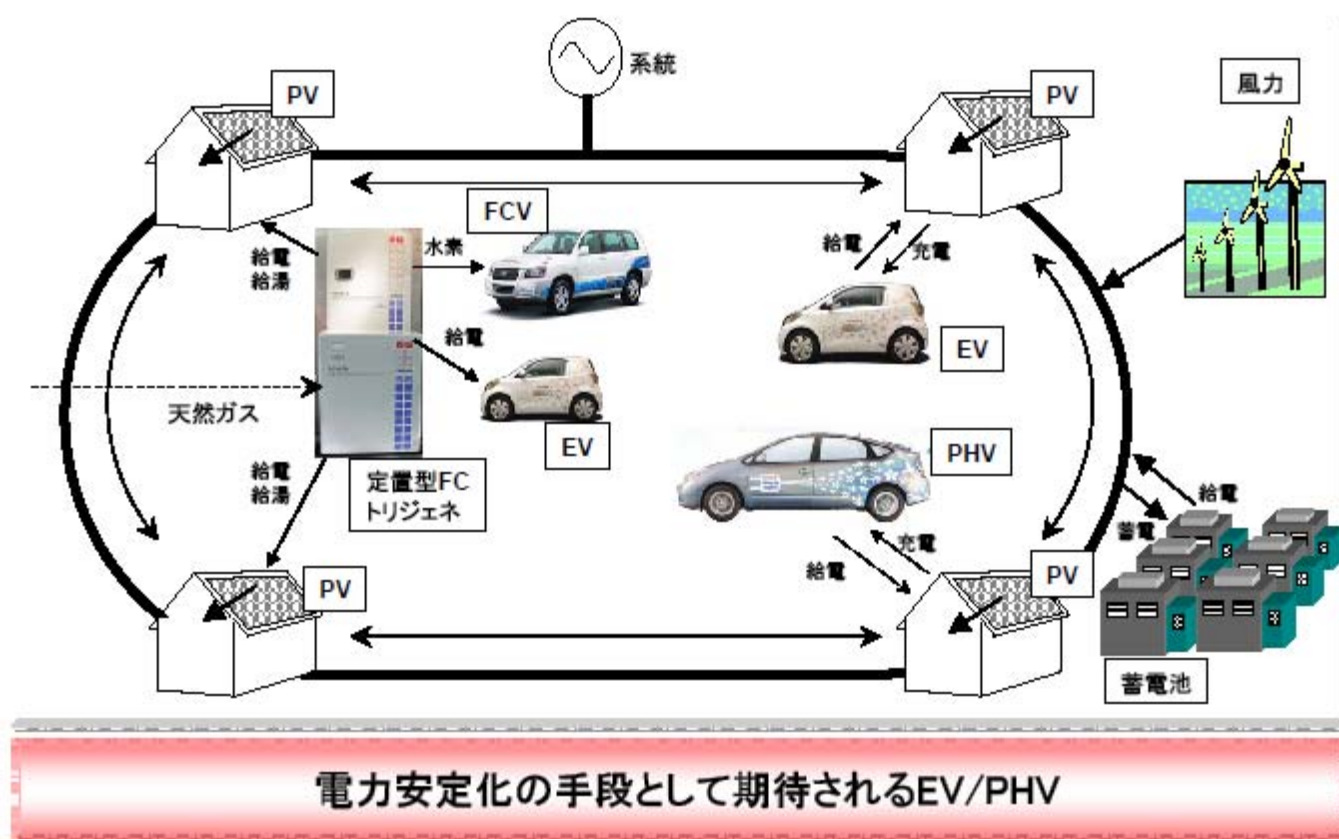 系統
PV
PV
風力
FCV
給電
給湯
水素
給電
充電
給電
EV
EV
天然ガス
PHV
給電
給湯
定置型FC
トリジェネ
給電
蓄電
充電
給電
PV
PV
蓄電池
電力安定化の手段として期待されるEV/PHV